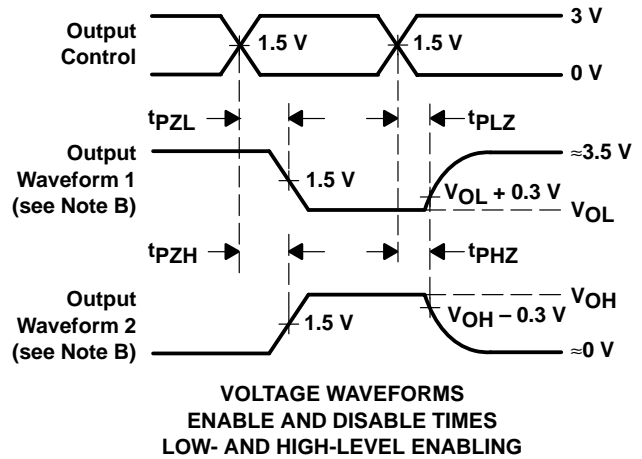 3 V
Output
Control
1.5 V
1.5 V
0 V
tPZL
tPLZ
Output
Waveform 1
(see Note B)
≈3.5 V
1.5 V
VOL + 0.3 V
VOL
tPZH
tPHZ
Output
Waveform 2
(see Note B)
VOH
1.5 V
VOH – 0.3 V
≈0 V
VOLTAGE WAVEFORMS
ENABLE AND DISABLE TIMES
LOW- AND HIGH-LEVEL ENABLING